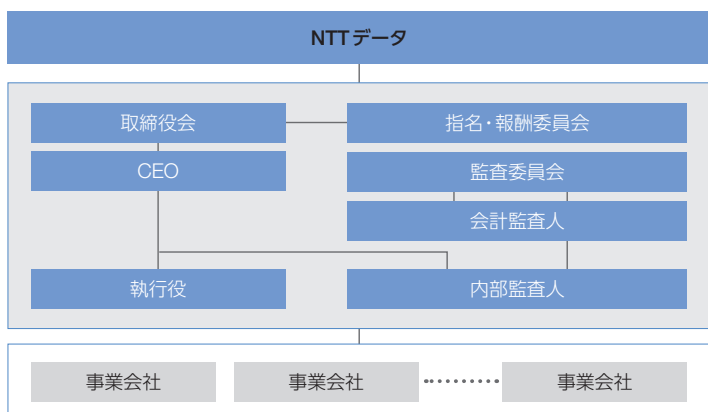 NTTデータ
取締役会
指名・報酬委員会
CEO
監査委員会
会計監査人
執行役
内部監査人
事業会社
事業会社
事業会社